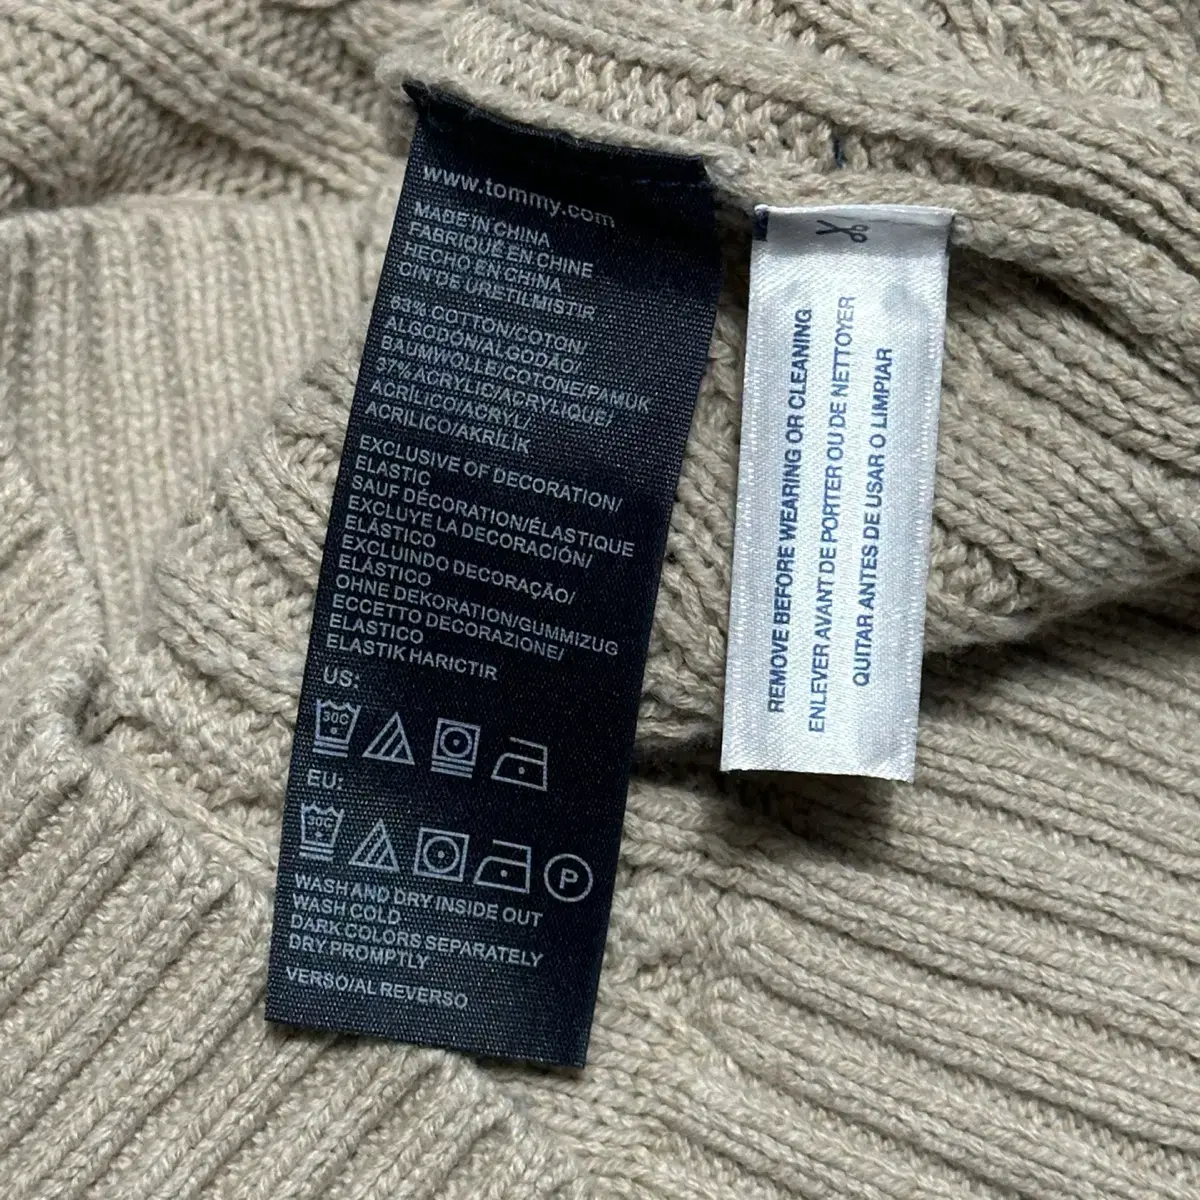 www.tommy.com
MADE IN CHINA
FABRIQUÉ EN CHINE
HECHO EN CHINA
CIN'DE URETILMISTIR
63% COTTON/COTON/
ALGODÓN/ALGODÃO/
BAUMWOLLE/COTONE/PAMUK
37% ACRYLIC/ACRYLIQUE/
ACRÍLICO/ACRYL/
ACRILICO/AKRİLİK
EXCLUSIVE OF DECORATION/
ELASTIC
SAUF DÉCORATION/ÉLASTIQUE
EXCLUYE LA DECORACIÓN/
ELÁSTICO
EXCLUINDO DECORAÇÃO/
ELÁSTICO
OHNE DEKORATION/GUMMIZUG
ECCETTO DECORAZIONE/
ELASTICO
ELASTIK HARICTIR
US:
30C
EU:
30C
P
WASH AND DRY INSIDE OUT
WASH COLD
DARK COLORS SEPARATELY
DRY PROMPTLY
VERSO/AL REVERSO
REMOVE BEFORE WEARING OR CLEANING
ENLEVER AVANT DE PORTER OU DE NETTOYER
QUITAR ANTES DE USAR O LIMPIAR